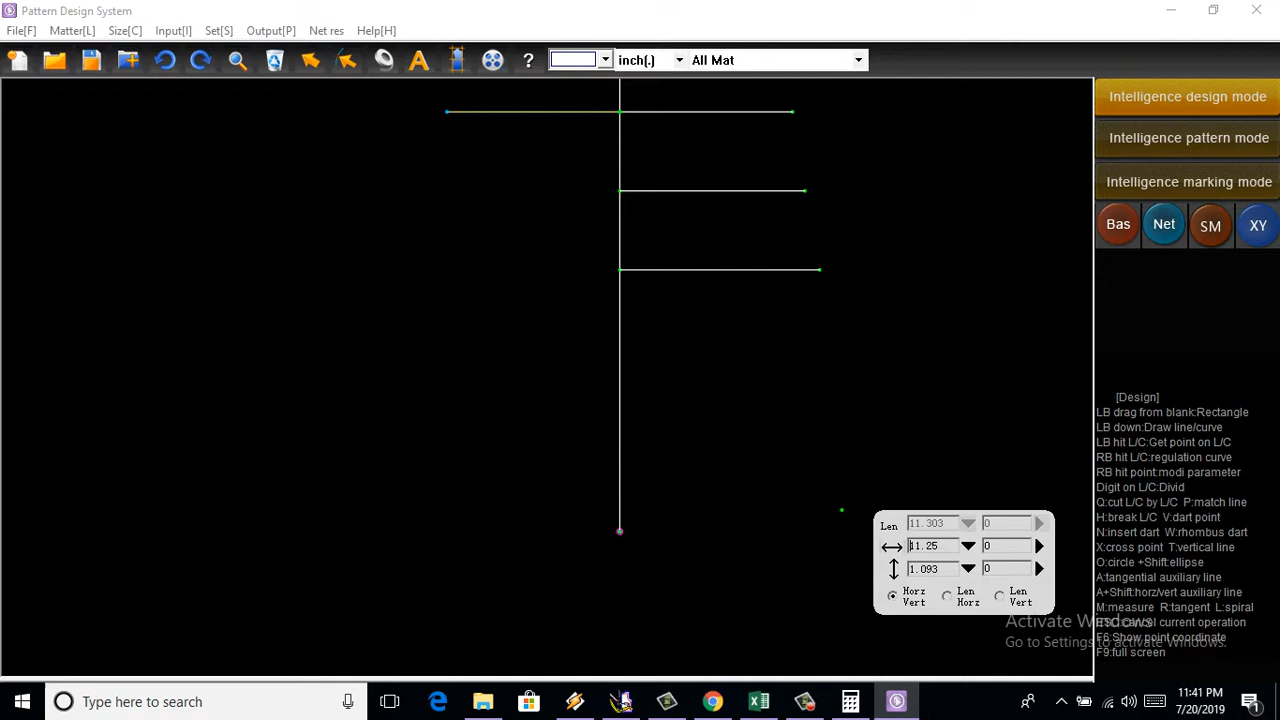 Pattern Design System
File[F] Matter[L] Size[C] Input[I] Set[S] Output[P] Net res Help[H]
A ? inch(.) All Mat
Intelligence design mode
Intelligence pattern mode
Intelligence marking mode
Bas Net SM XY
[Design]
LB drag from blank:Rectangle
LB down:Draw line/curve
LB hit L/C:Get point on L/C
RB hit L/C:regulation curve
RB hit point:modi parameter
Digit on L/C:Divid
Q:cut L/C by L/C P:match line
H:break L/C V:dart point
N:insert dart W:rhombus dart
X:cross point T:vertical line
O:circle +Shift:ellipse
A:tangential auxiliary line
A+Shift:horz/vert auxiliary line
M:measure R:tangent L:spiral
current operation
F6:Show point coordinate
F9:full screen
Len 11.303 0
11.25 0
1.093 0
Horz Vert Len Horz Len Vert
Activate Windows
Go to Settings to activate Windows.
Type here to search
11:41 PM
7/20/2019
1